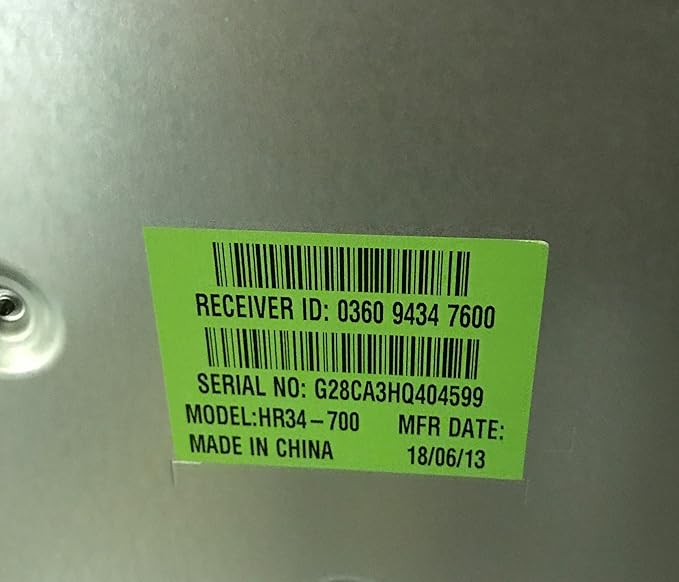 RECEIVER ID: 0360 9434 7600
SERIAL NO: G28CA3HQ404599
MODEL:HR34-700 MFR DATE:
MADE IN CHINA 18/06/13